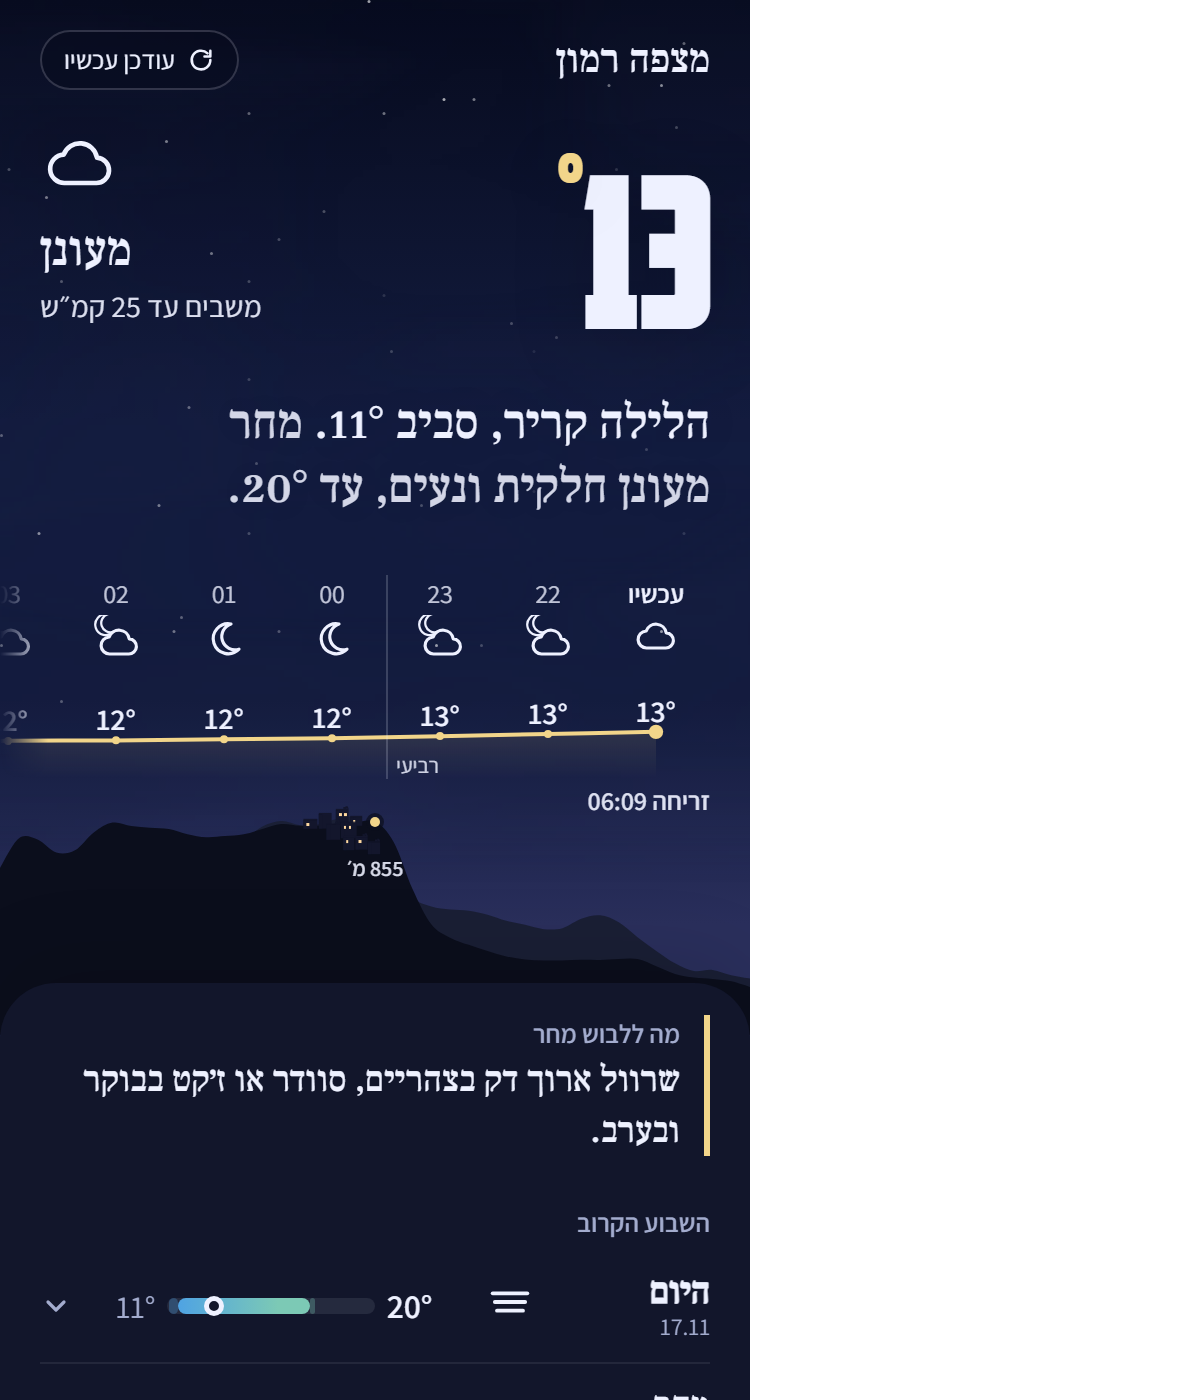 מצפה רמון
עודכן עכשיו
13°
מעונן
משבים עד 25 קמ״ש
הלילה קריר, סביב 11°. מחר
מעונן חלקית ונעים, עד 20°.
עכשיו 22 23 00 01 02 03
13° 13° 13° 12° 12° 12° 2°
רביעי
זריחה 06:09
855 מ׳
מה ללבוש מחר
שרוול ארוך דק בצהריים, סוודר או ז׳קט בבוקר
ובערב.
השבוע הקרוב
היום
17.11
20° 11°